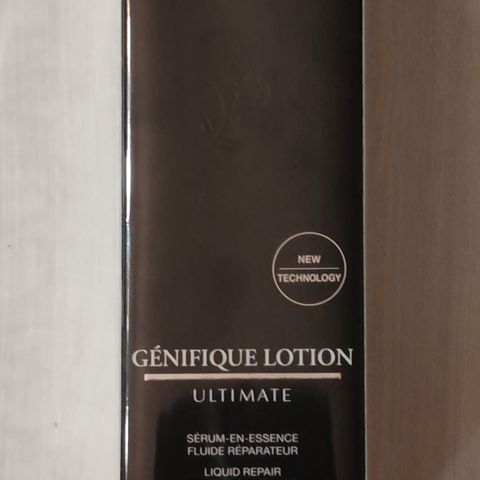 NEW
TECHNOLOGY
GÉNIFIQUE LOTION
ULTIMATE
SÉRUM-EN-ESSENCE
FLUIDE RÉPARATEUR
LIQUID REPAIR